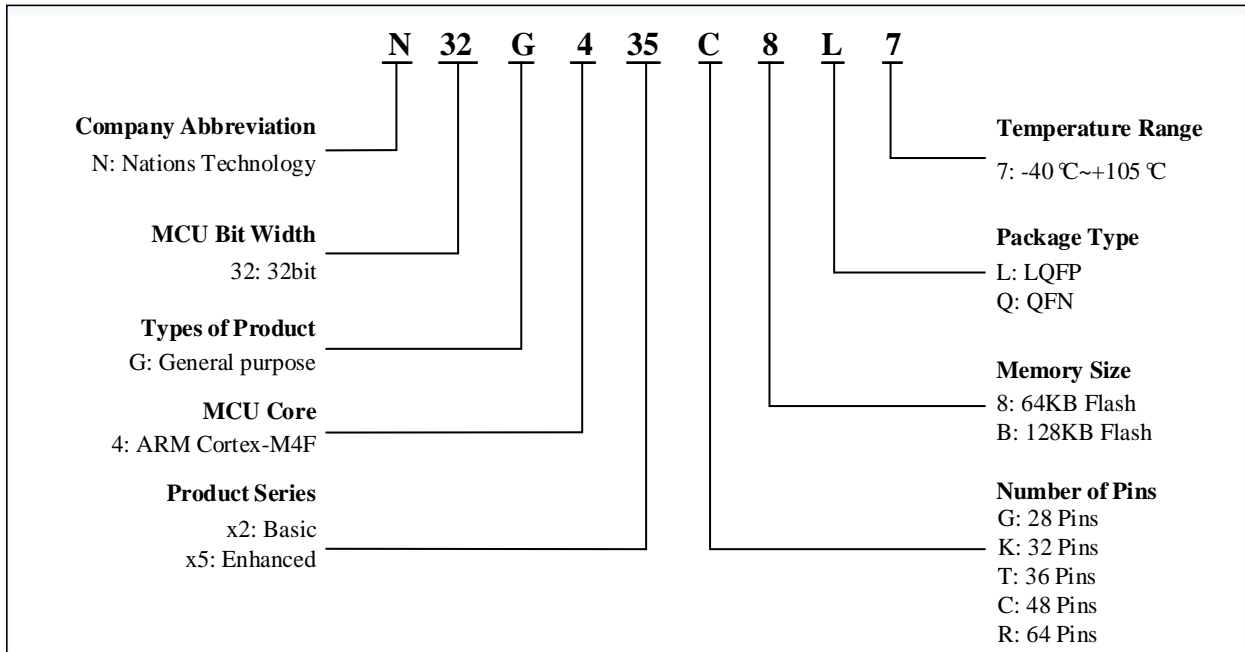 N 32 G 4 35 C 8 L 7
Company Abbreviation
N: Nations Technology
MCU Bit Width
32: 32bit
Types of Product
G: General purpose
MCU Core
4: ARM Cortex-M4F
Product Series
x2: Basic
x5: Enhanced
Temperature Range
7: -40 ℃~+105 ℃
Package Type
L: LQFP
Q: QFN
Memory Size
8: 64KB Flash
B: 128KB Flash
Number of Pins
G: 28 Pins
K: 32 Pins
T: 36 Pins
C: 48 Pins
R: 64 Pins